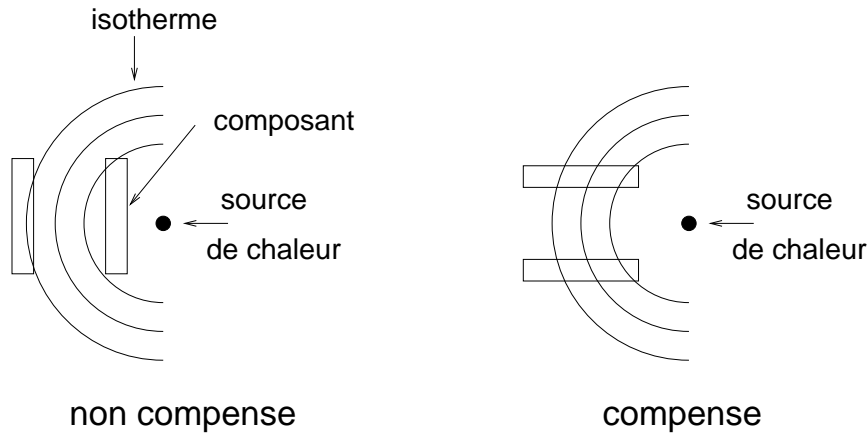 isotherme
composant
source
de chaleur
non compense
source
de chaleur
compense